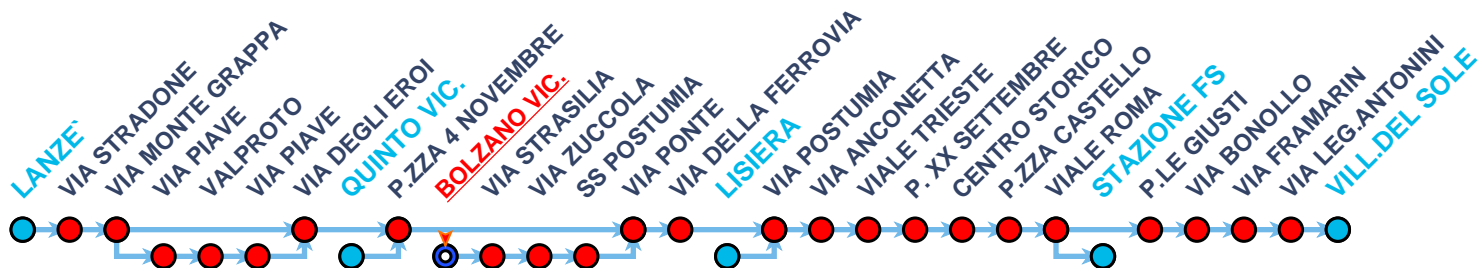 LANZE`
VIA STRADONE
VIA MONTE GRAPPA
VIA PIAVE
VALPROTO
VIA PIAVE
VIA DEGLI EROI
QUINTO VIC.
P.ZZA 4 NOVEMBRE
BOLZANO VIC.
VIA STRASILIA
VIA ZUCCOLA
SS POSTUMIA
VIA PONTE
VIA DELLA FERROVIA
LISIERA
VIA POSTUMIA
VIA ANCONETTA
VIALE TRIESTE
P. XX SETTEMBRE
CENTRO STORICO
P.ZZA CASTELLO
VIALE ROMA
STAZIONE FS
P.LE GIUSTI
VIA BONOLLO
VIA FRAMARIN
VIA LEG.ANTONINI
VILL.DEL SOLE